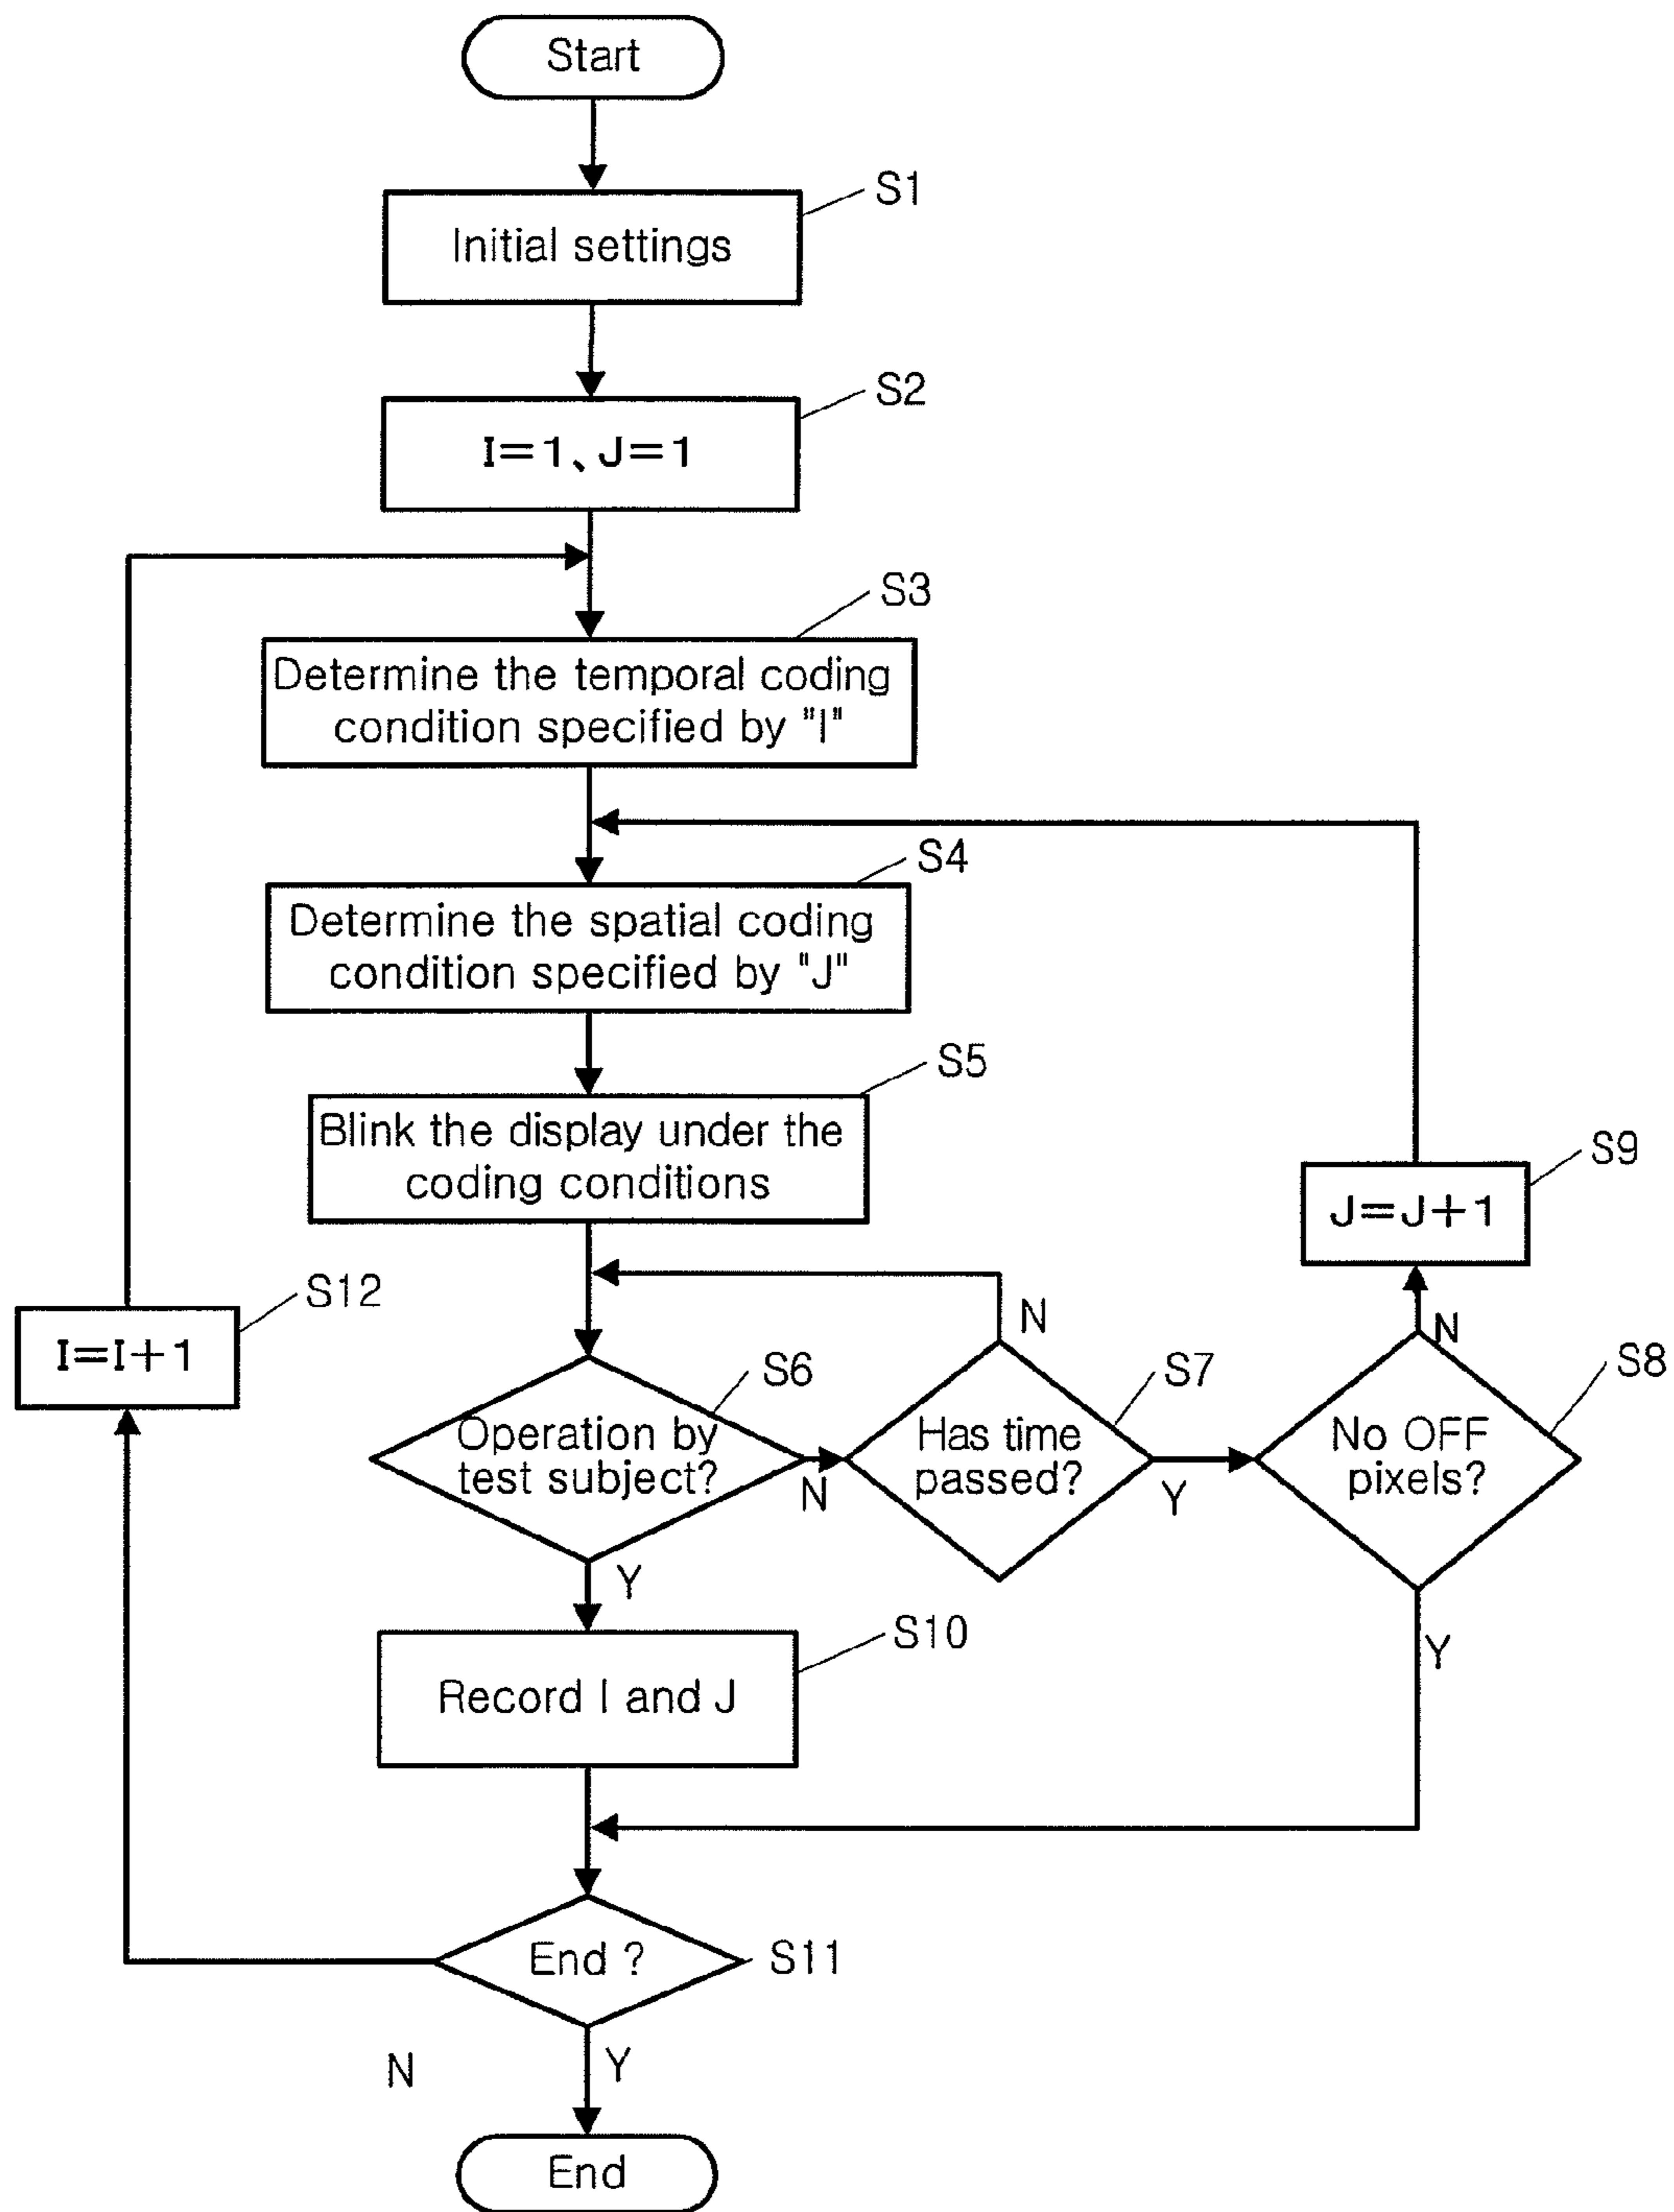 Start
S1
Initial settings
S2
I=1、J=1
S3
Determine the temporal coding
condition specified by "I"
S4
Determine the spatial coding
condition specified by "J"
S5
Blink the display under the
coding conditions
S9
J=J+1
S12
I=I+1
N
N
S6
S7
S8
Operation by
test subject?
Has time
passed?
No OFF
pixels?
N
Y
Y
Y
S10
Record I and J
End ?
S11
N
Y
End